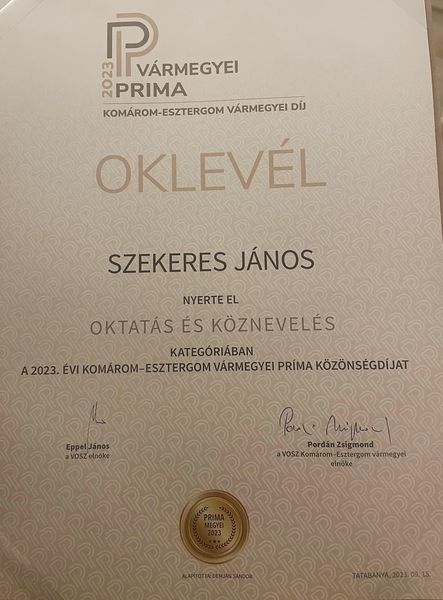 2023
VÁRMEGYEI
PRIMA
KOMÁROM-ESZTERGOM VÁRMEGYEI DÍJ
OKLEVÉL
SZEKERES JÁNOS
NYERTE EL
OKTATÁS ÉS KÖZNEVELÉS
KATEGÓRIÁBAN
A 2023. ÉVI KOMÁROM–ESZTERGOM VÁRMEGYEI PRÍMA KÖZÖNSÉGDÍJAT
Eppel János
a VOSZ elnöke
Pordán Zsigmond
a VOSZ Komárom–Esztergom vármegyei
elnöke
PRIMA
MEGYEI
2023
ALAPÍTOTTA: DEMJÁN SÁNDOR
TATABÁNYA, 2023. 09. 15.